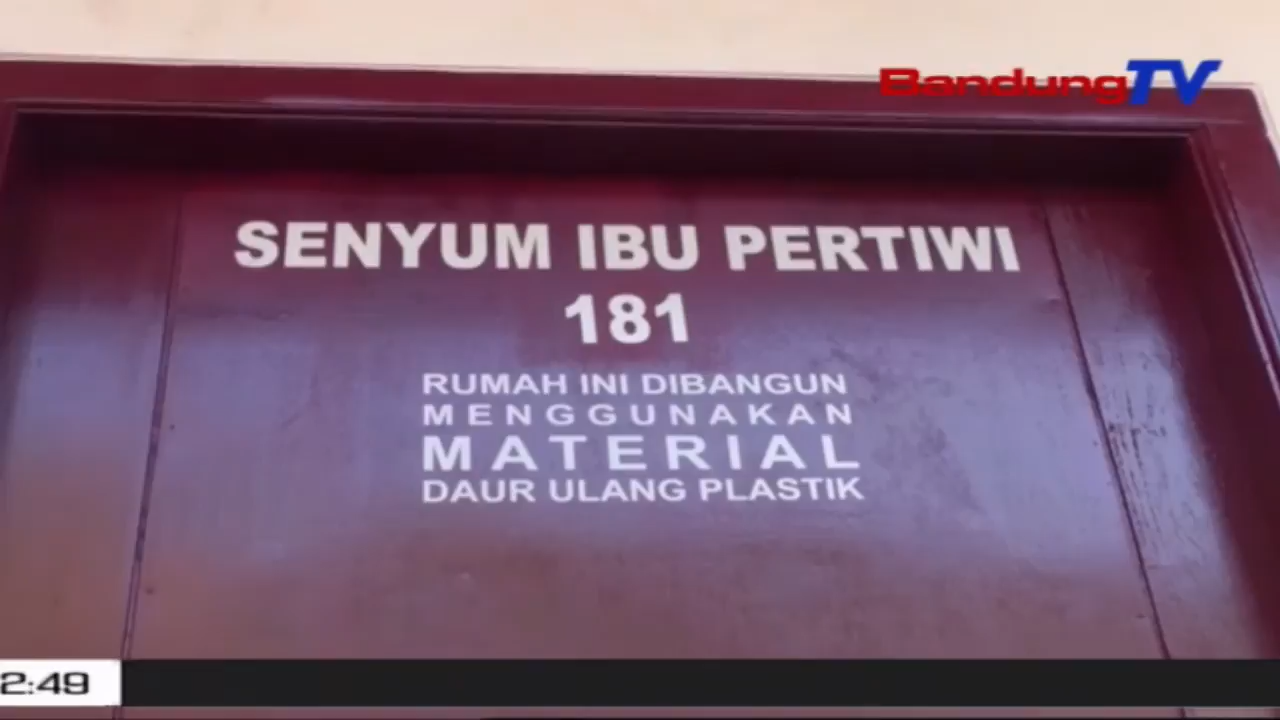 BandungTV
SENYUM IBU PERTIWI
181
RUMAH INI DIBANGUN
MENGGUNAKAN
MATERIAL
DAUR ULANG PLASTIK
2:49